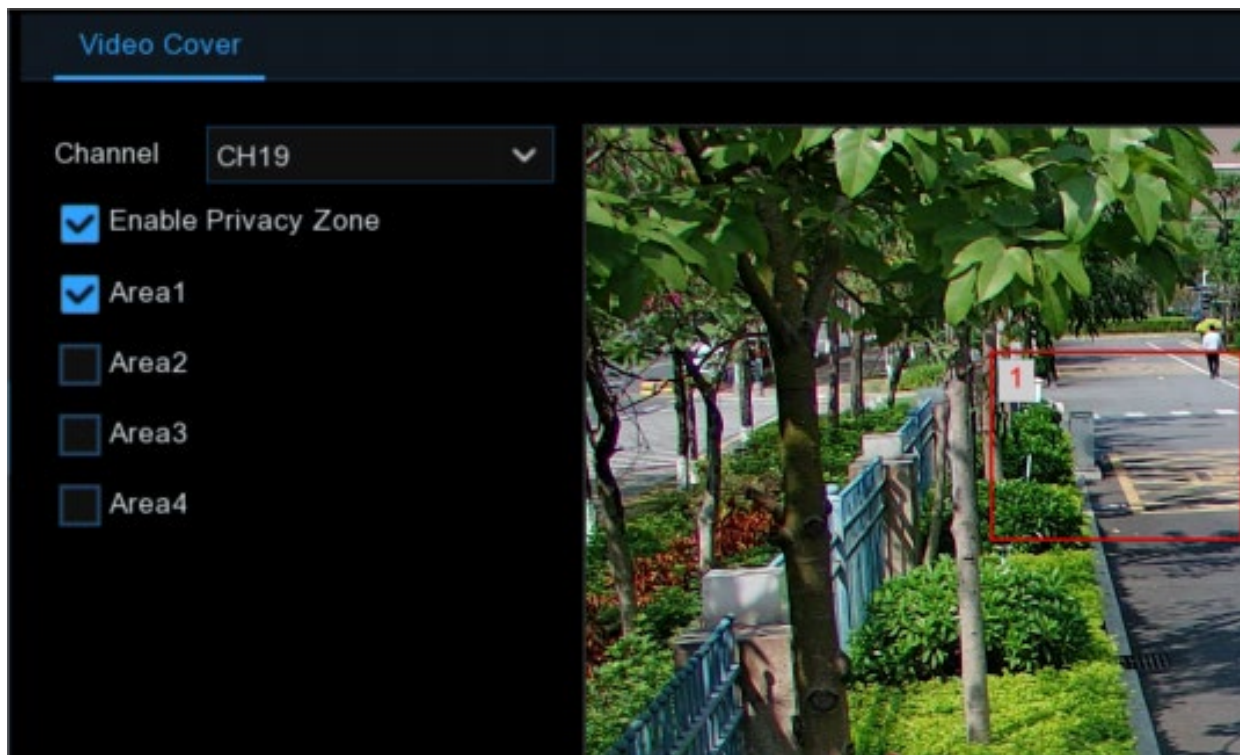 Video Cover
Channel CH19
Enable Privacy Zone
Area1
Area2
Area3
Area4
1